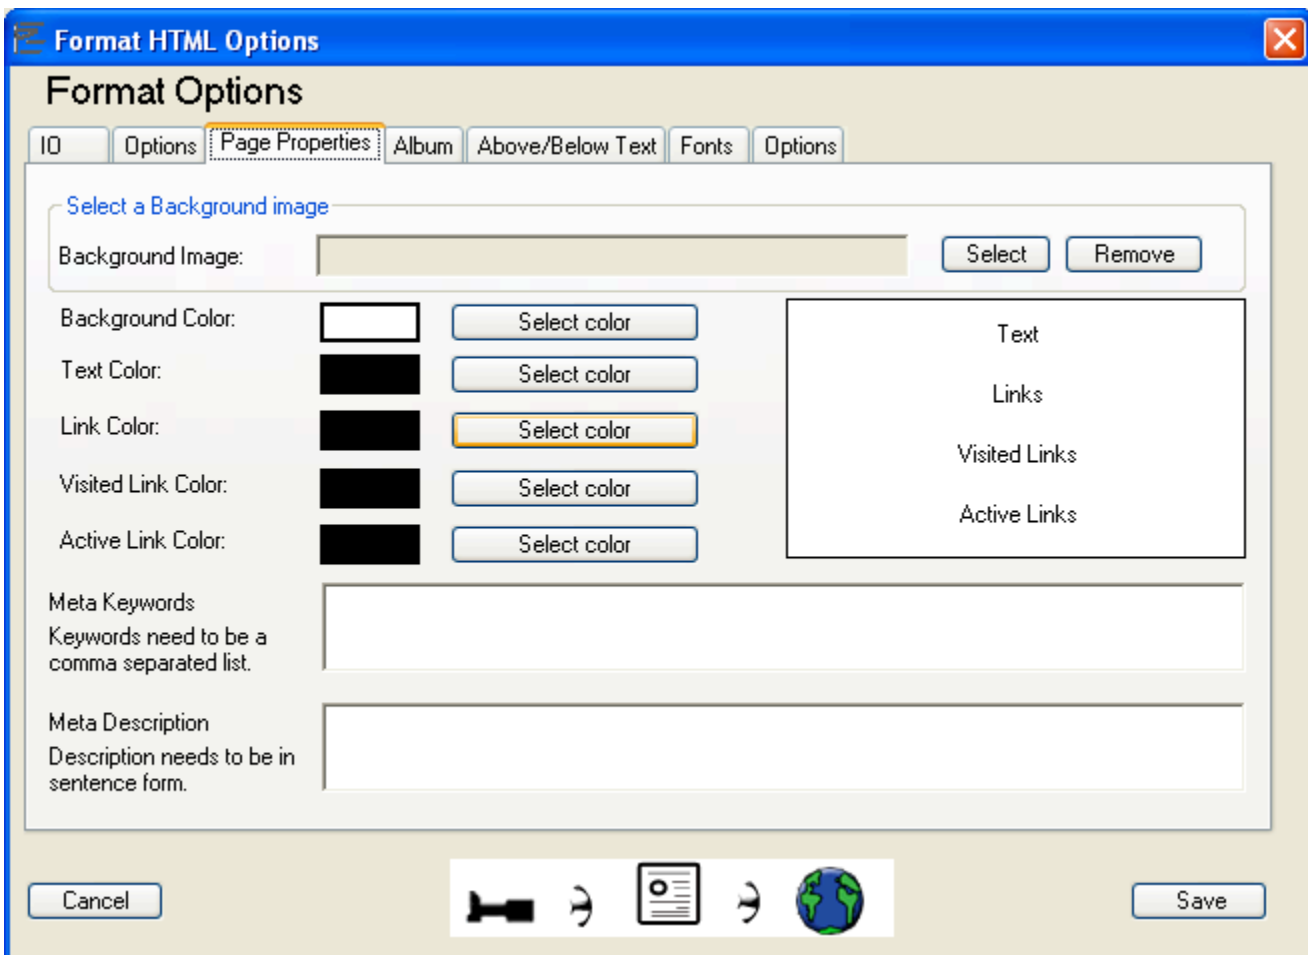 Format HTML Options
Format Options
IO Options Page Properties Album Above/Below Text Fonts Options
Select a Background image
Background Image: Select Remove
Background Color: Select color
Text
Text Color: Select color
Links
Link Color: Select color
Visited Links
Visited Link Color: Select color
Active Links
Active Link Color: Select color
Meta Keywords
Keywords need to be a
comma separated list.
Meta Description
Description needs to be in
sentence form.
Cancel Save